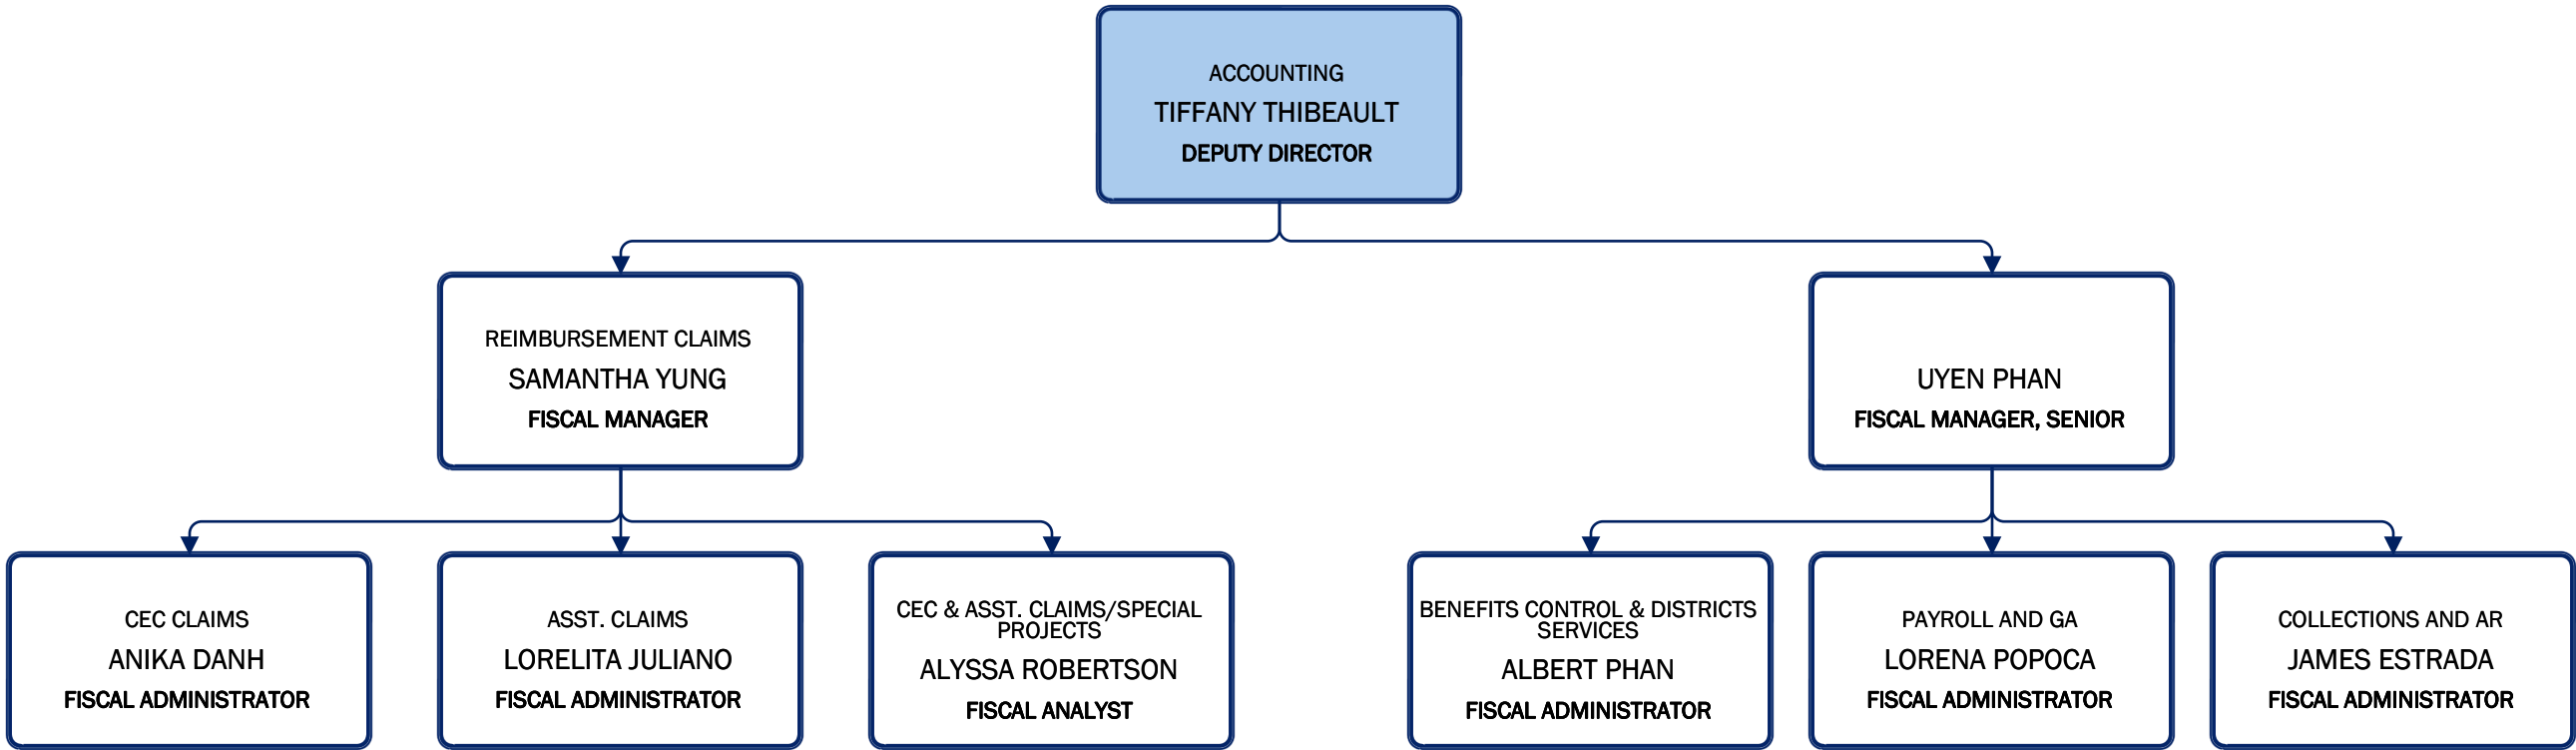 ACCOUNTING
TIFFANY THIBEAULT
DEPUTY DIRECTOR
REIMBURSEMENT CLAIMS
SAMANTHA YUNG
FISCAL MANAGER
UYEN PHAN
FISCAL MANAGER, SENIOR
CEC CLAIMS
ANIKA DANH
FISCAL ADMINISTRATOR
ASST. CLAIMS
LORELITA JULIANO
FISCAL ADMINISTRATOR
CEC & ASST. CLAIMS/SPECIAL
PROJECTS
ALYSSA ROBERTSON
FISCAL ANALYST
BENEFITS CONTROL & DISTRICTS
SERVICES
ALBERT PHAN
FISCAL ADMINISTRATOR
PAYROLL AND GA
LORENA POPOCA
FISCAL ADMINISTRATOR
COLLECTIONS AND AR
JAMES ESTRADA
FISCAL ADMINISTRATOR